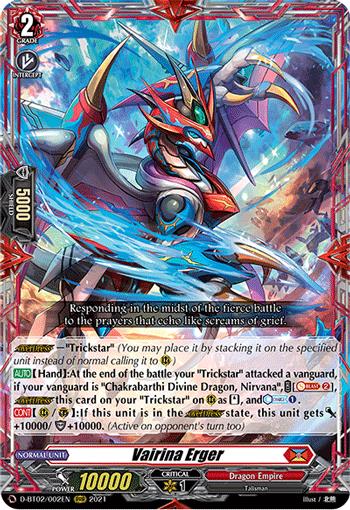 2
GRADE
INTERCEPT
5000
SHIELD
Responding in the midst of the fierce battle
to the prayers that echo like screams of grief.
—"Trickstar" (You may place it by stacking it on the specified
unit instead of normal calling it to
AUTO [Hand]:At the end of the battle your "Trickstar" attacked a vanguard,
if your vanguard is "Chakrabarthi Divine Dragon, Nirvana",
this card on your "Trickstar" on as [ ], and
CONT :If this unit is in the state, this unit gets
+10000/ +10000. (Active on opponent's turn too)
NORMAL UNIT
Vairina Erger
D-BT02/002EN RRR 2021
POWER 10000
CRITICAL
1
Dragon Empire
Talisman
Illust / 北熊